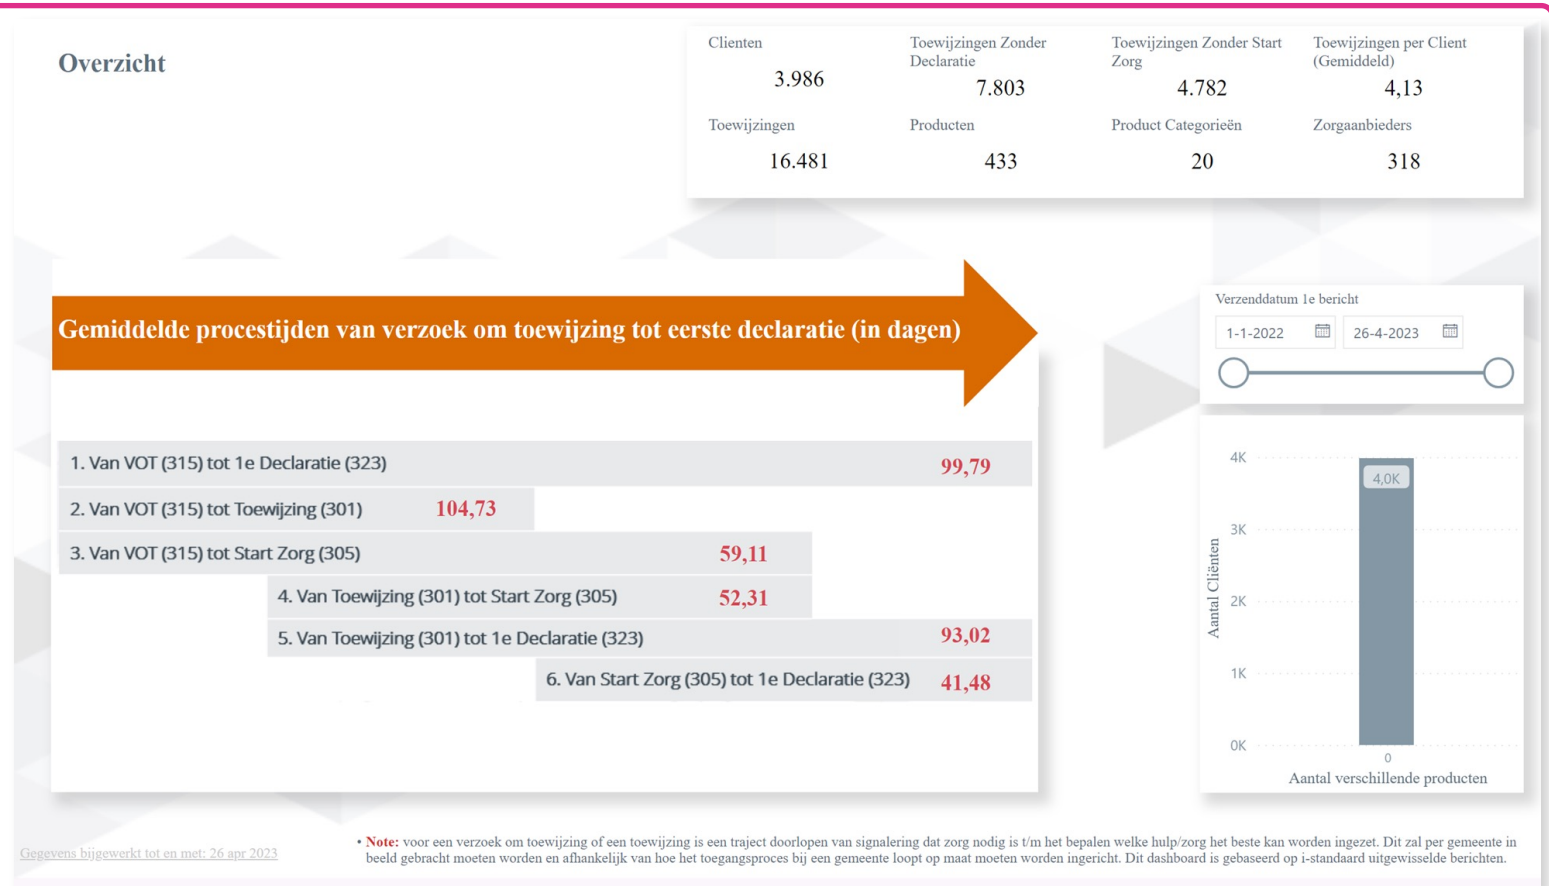 Overzicht
Clienten
3.986
Toewijzingen Zonder
Declaratie
7.803
Toewijzingen Zonder Start
Zorg
4.782
Toewijzingen per Client
(Gemiddeld)
4,13
Toewijzingen
16.481
Producten
433
Product Categorieën
20
Zorgaanbieders
318
Gemiddelde procestijden van verzoek om toewijzing tot eerste declaratie (in dagen)
1. Van VOT (315) tot 1e Declaratie (323) 99,79
2. Van VOT (315) tot Toewijzing (301) 104,73
3. Van VOT (315) tot Start Zorg (305) 59,11
4. Van Toewijzing (301) tot Start Zorg (305) 52,31
5. Van Toewijzing (301) tot 1e Declaratie (323) 93,02
6. Van Start Zorg (305) tot 1e Declaratie (323) 41,48
Verzenddatum 1e bericht
1-1-2022 26-4-2023
4K
4,0K
3K
2K
1K
0K
Aantal Cliënten
0
Aantal verschillende producten
Gegevens bijgewerkt tot en met: 26 apr 2023
• Note: voor een verzoek om toewijzing of een toewijzing is een traject doorlopen van signalering dat zorg nodig is t/m het bepalen welke hulp/zorg het beste kan worden ingezet. Dit zal per gemeente in
beeld gebracht moeten worden en afhankelijk van hoe het toegangsproces bij een gemeente loopt op maat moeten worden ingericht. Dit dashboard is gebaseerd op i-standaard uitgewisselde berichten.